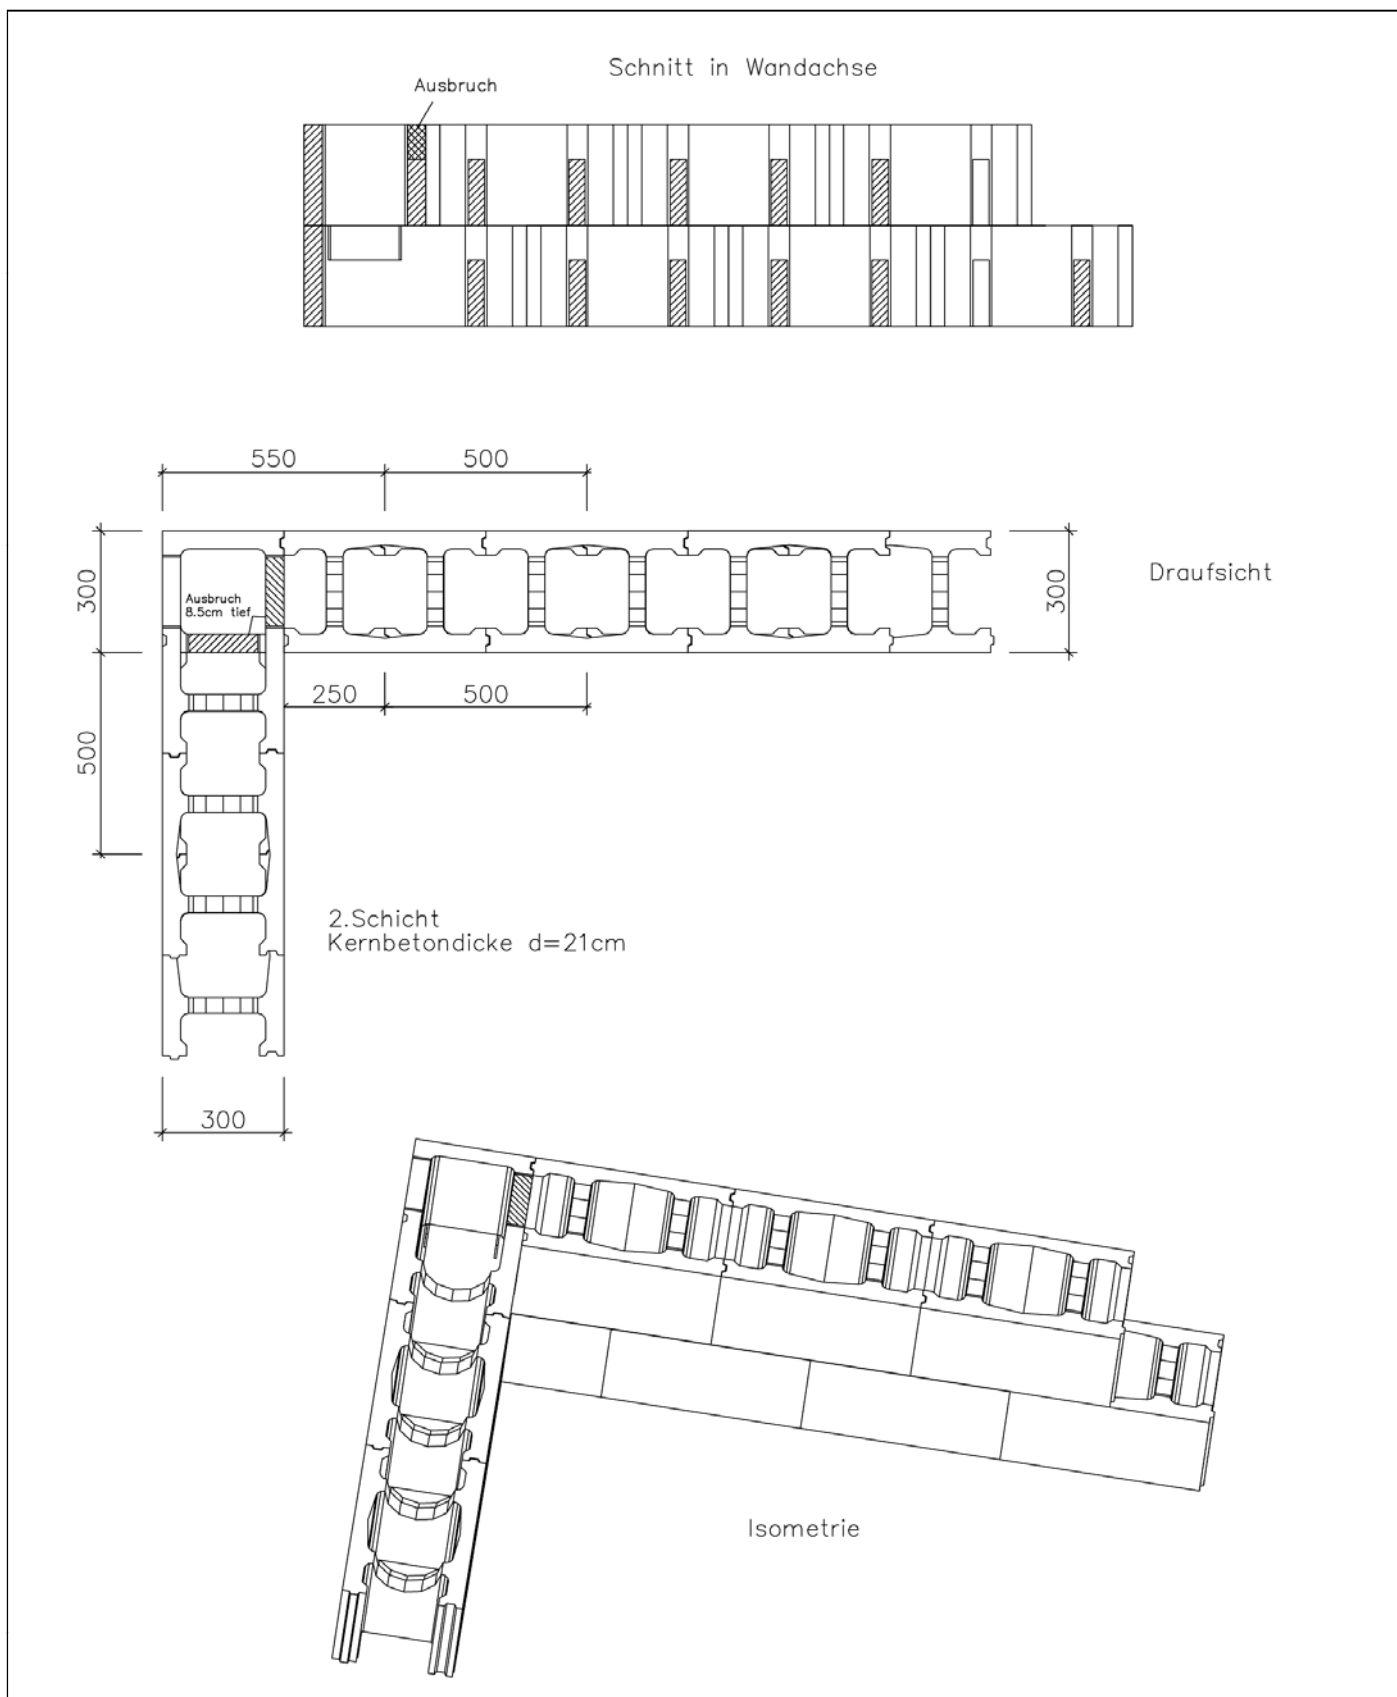 Schnitt in Wandachse
Ausbruch
550
500
300
Ausbruch
8.5cm tief
300
Draufsicht
250
500
500
2.Schicht
Kernbetondicke d=21cm
300
Isometrie